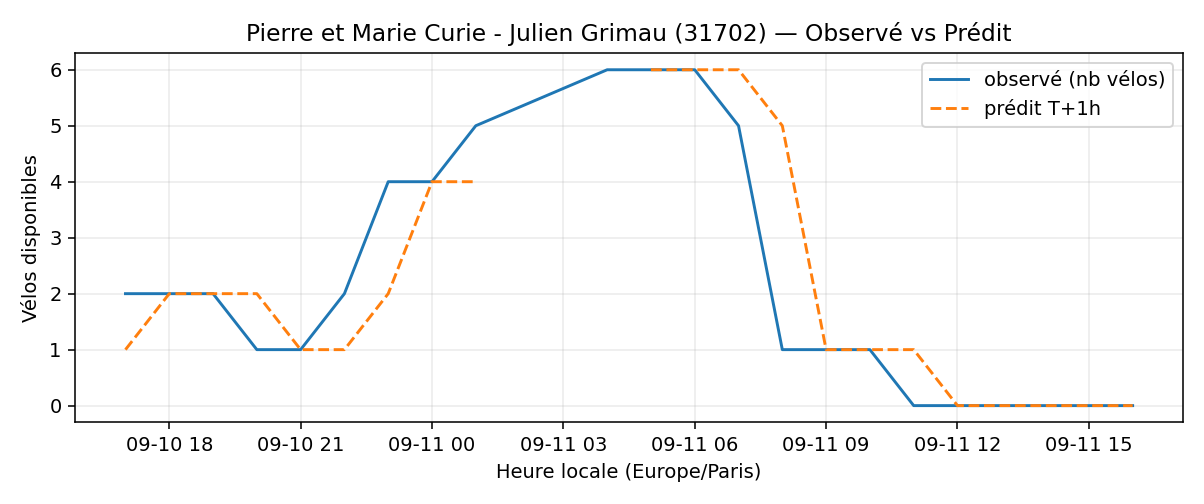 Pierre et Marie Curie - Julien Grimau (31702) — Observé vs Prédit
observé (nb vélos)
prédit T+1h
Vélos disponibles
6
5
4
3
2
1
0
09-10 18 09-10 21 09-11 00 09-11 03 09-11 06 09-11 09 09-11 12 09-11 15
Heure locale (Europe/Paris)